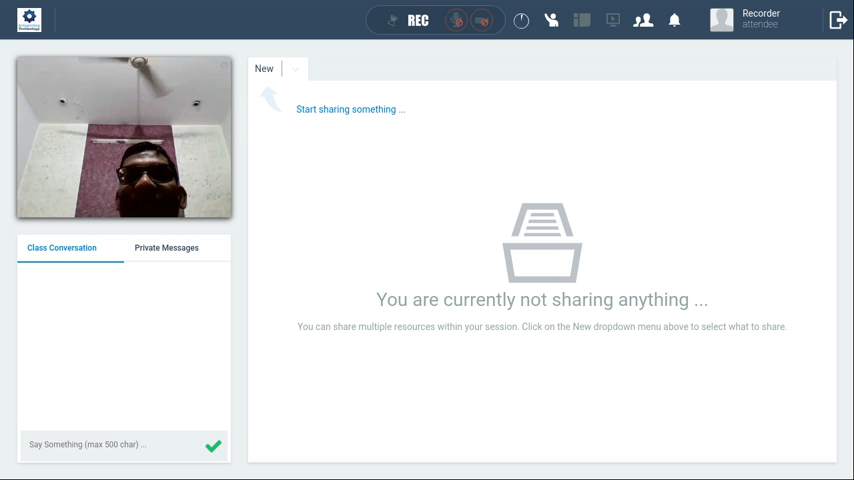 REC
Recorder
attendee
New
Start sharing something ...
Class Conversation
Private Messages
You are currently not sharing anything ...
You can share multiple resources within your session. Click on the New dropdown menu above to select what to share.
Say Something (max 500 char) ...